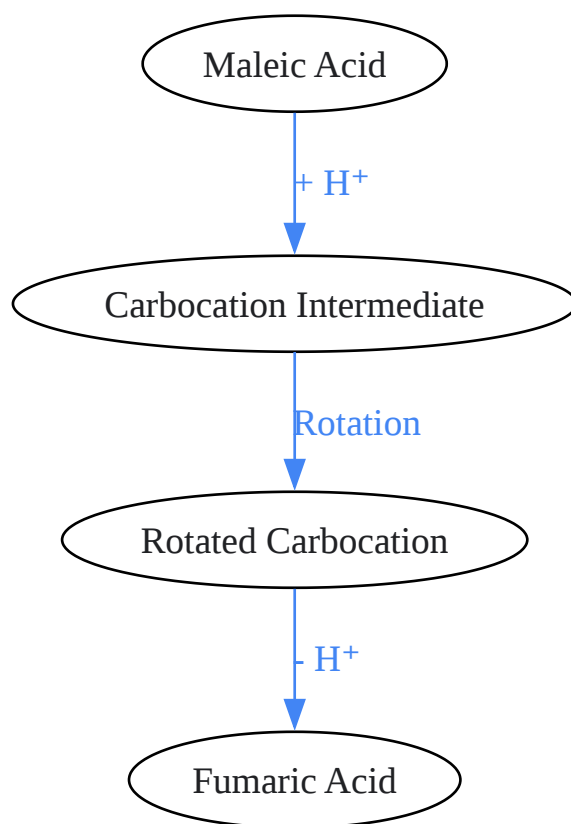 Maleic Acid
+ H⁺
Carbocation Intermediate
Rotation
Rotated Carbocation
- H⁺
Fumaric Acid